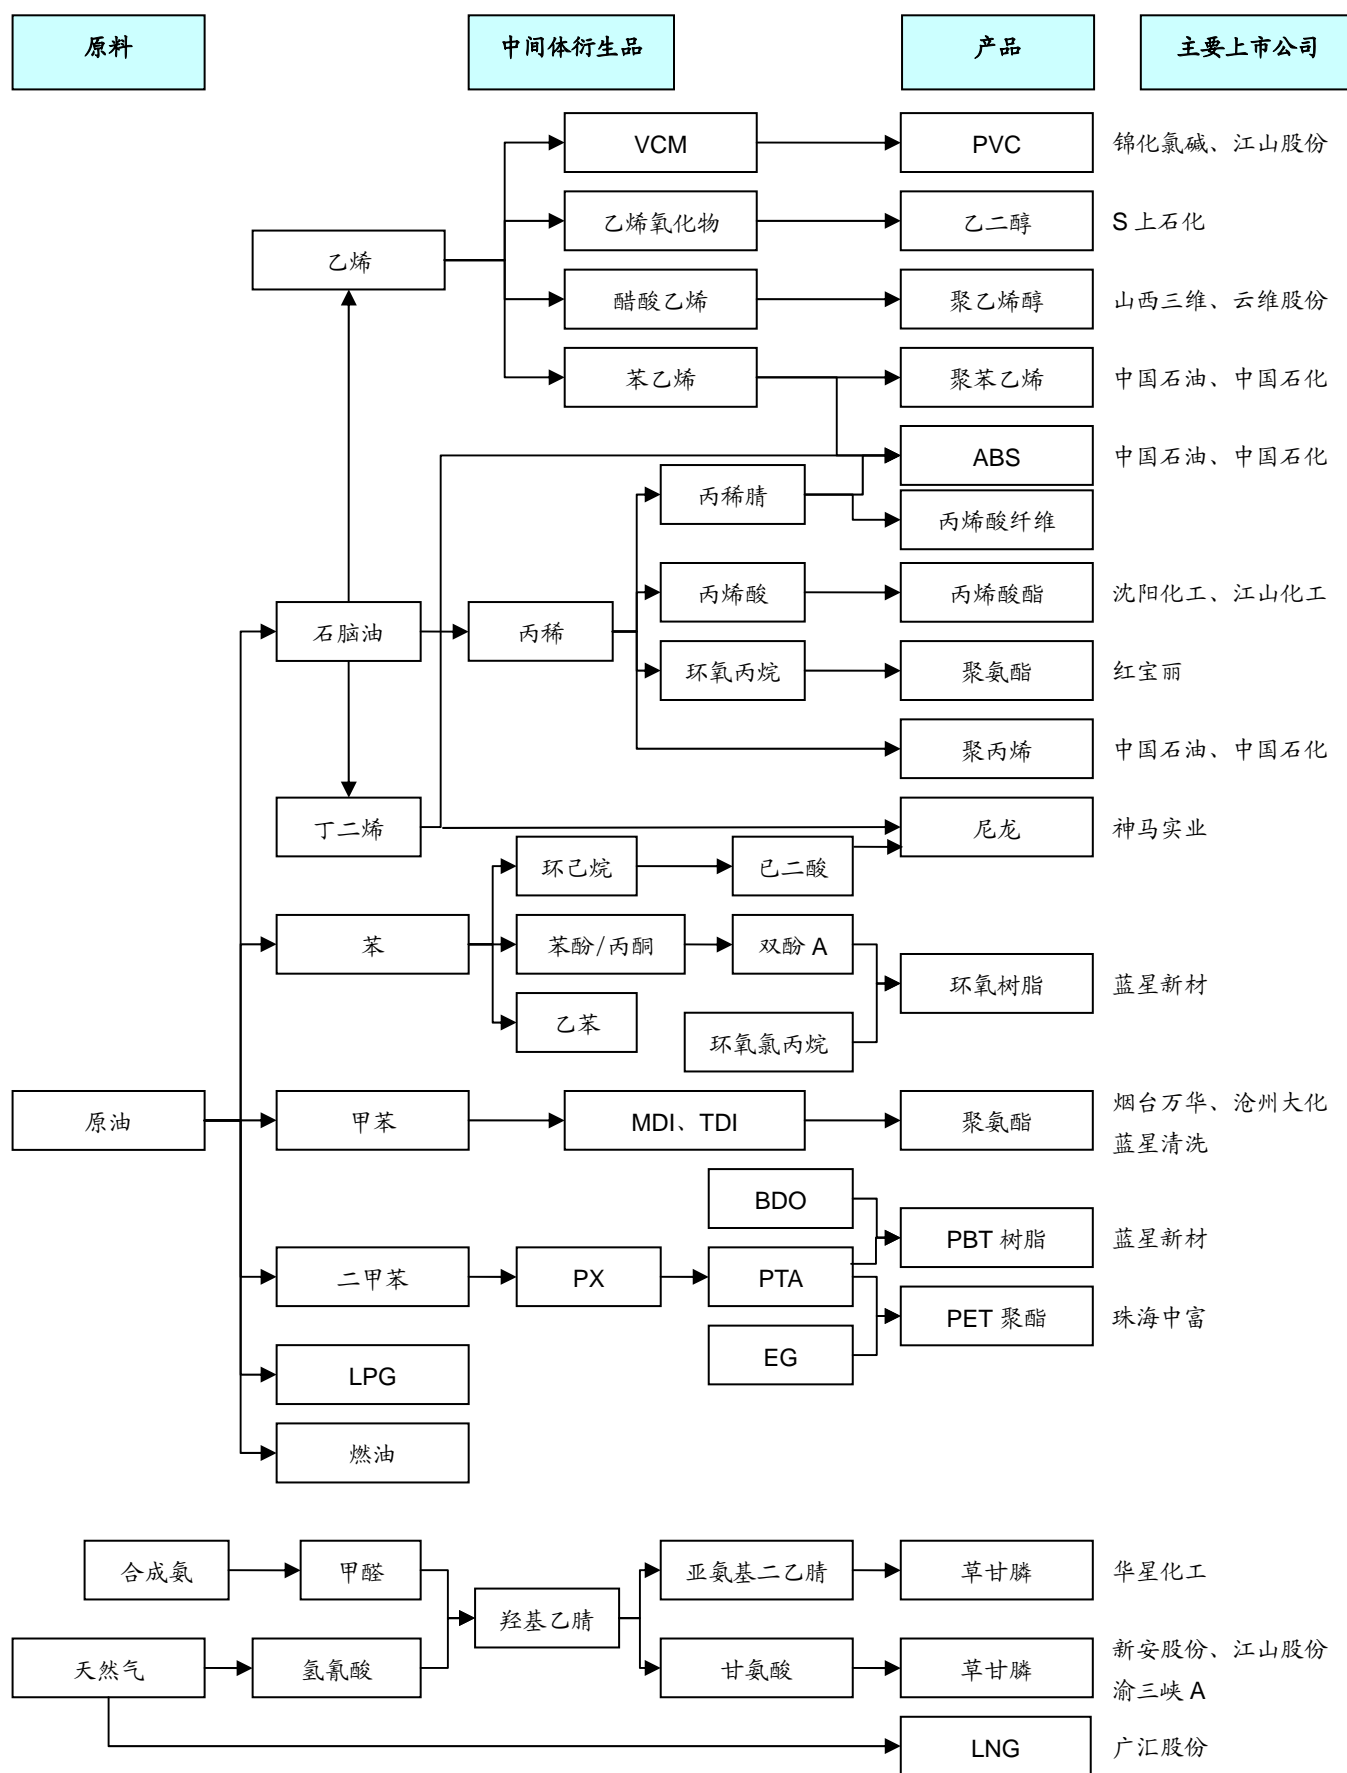 原料 中间体衍生品 产品 主要上市公司
VCM PVC 锦化氯碱、江山股份
乙烯氧化物 乙二醇 S 上石化
乙烯
醋酸乙烯 聚乙烯醇 山西三维、云维股份
苯乙烯 聚苯乙烯 中国石油、中国石化
ABS 中国石油、中国石化
丙稀腈
丙烯酸纤维
丙烯酸 丙烯酸酯 沈阳化工、江山化工
石脑油 丙稀
环氧丙烷 聚氨酯 红宝丽
聚丙烯 中国石油、中国石化
丁二烯 尼龙 神马实业
环己烷 已二酸
苯 苯酚/丙酮 双酚 A
环氧树脂 蓝星新材
乙苯
环氧氯丙烷
原油 甲苯 MDI、TDI 聚氨酯 烟台万华、沧州大化
蓝星清洗
BDO
PBT 树脂 蓝星新材
二甲苯 PX PTA
PET 聚酯 珠海中富
EG
LPG
燃油
合成氨 甲醛 亚氨基二乙腈 草甘膦 华星化工
羟基乙腈
天然气 氢氰酸 甘氨酸 草甘膦 新安股份、江山股份
渝三峡 A
LNG 广汇股份